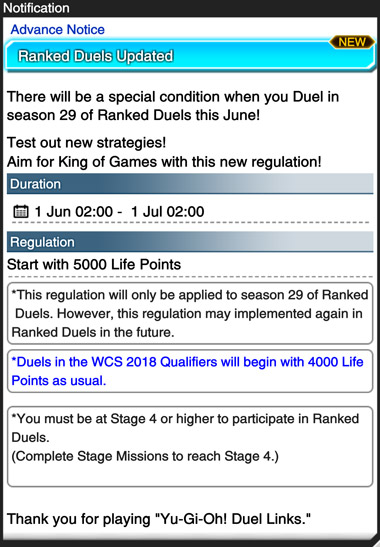 Notification
Advance Notice
NEW
Ranked Duels Updated
There will be a special condition when you Duel in
season 29 of Ranked Duels this June!
Test out new strategies!
Aim for King of Games with this new regulation!
Duration
1 Jun 02:00 - 1 Jul 02:00
Regulation
Start with 5000 Life Points
*This regulation will only be applied to season 29 of Ranked
Duels. However, this regulation may implemented again in
Ranked Duels in the future.
*Duels in the WCS 2018 Qualifiers will begin with 4000 Life
Points as usual.
*You must be at Stage 4 or higher to participate in Ranked
Duels.
(Complete Stage Missions to reach Stage 4.)
Thank you for playing "Yu-Gi-Oh! Duel Links."